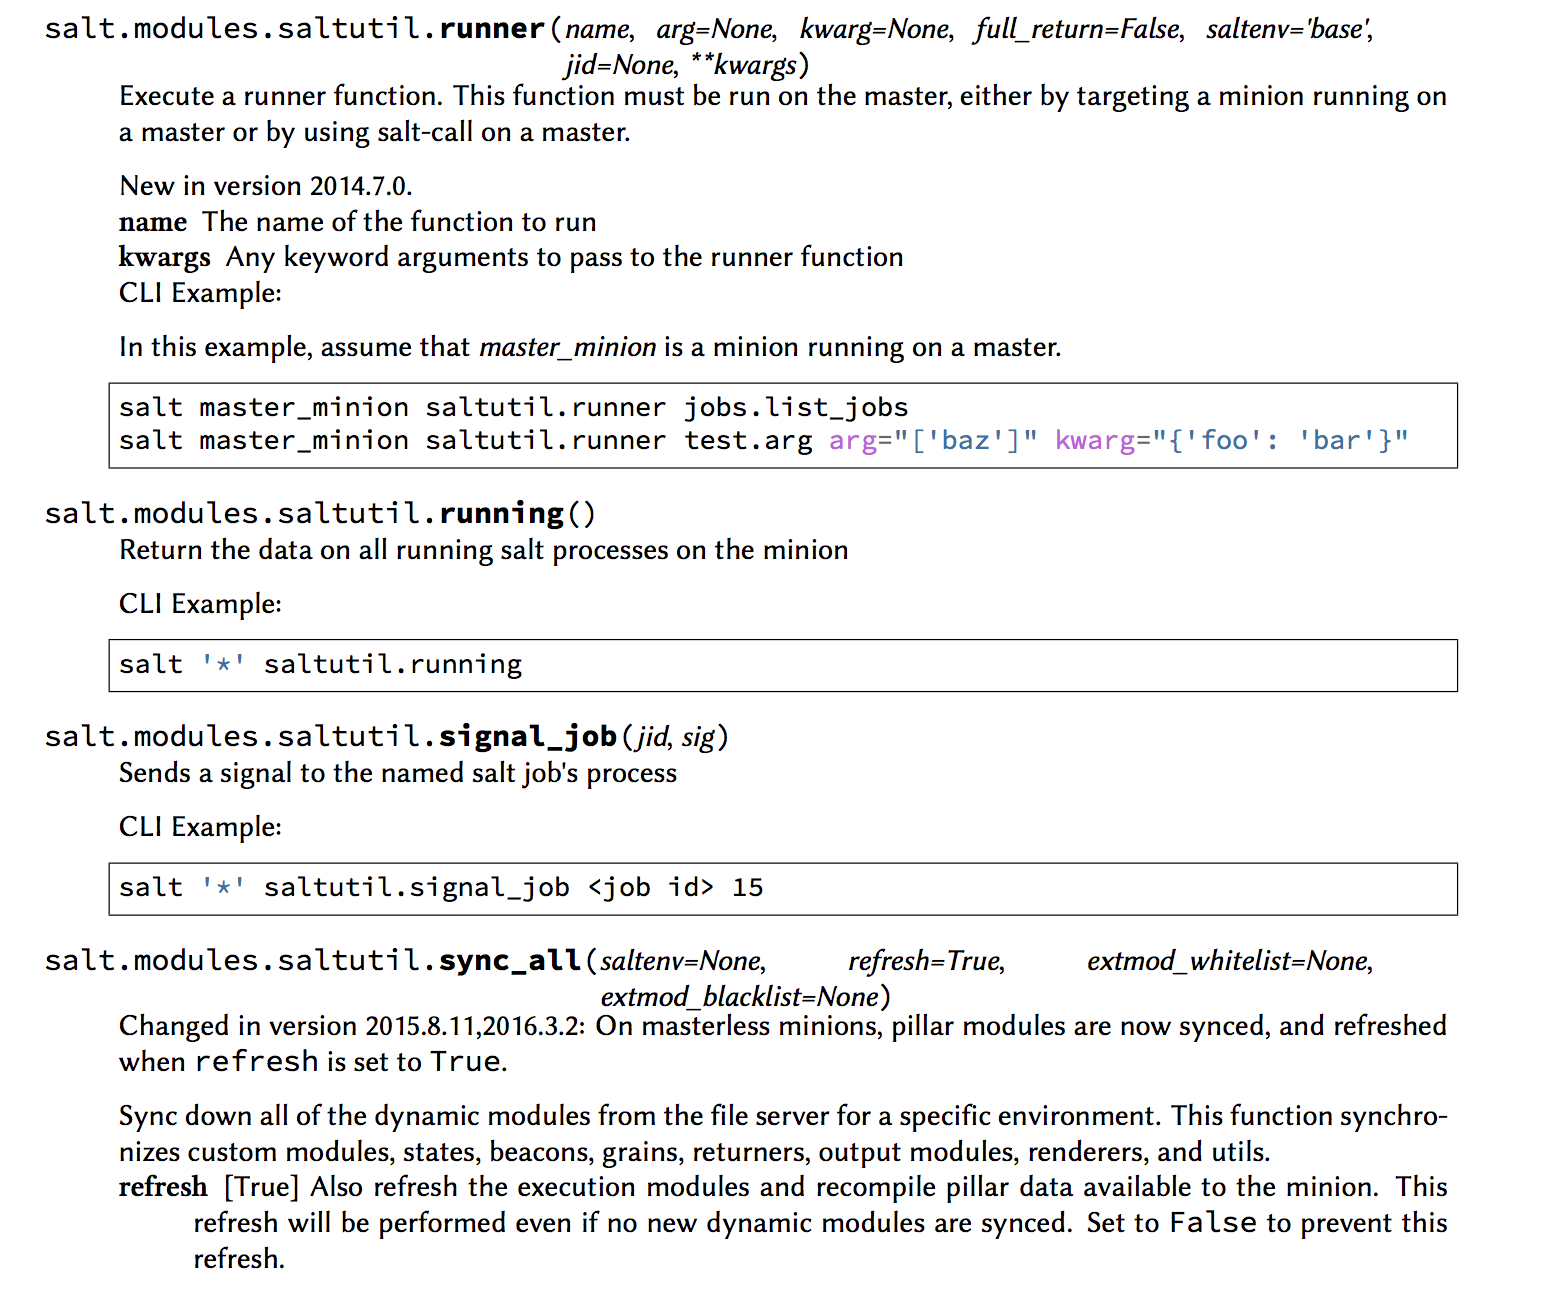 salt.modules.saltutil.runner(name, arg=None, kwarg=None, full_return=False, saltenv='base',
jid=None, **kwargs)
Execute a runner function. This function must be run on the master, either by targeting a minion running on
a master or by using salt-call on a master.
New in version 2014.7.0.
name The name of the function to run
kwargs Any keyword arguments to pass to the runner function
CLI Example:
In this example, assume that master_minion is a minion running on a master.
salt master_minion saltutil.runner jobs.list_jobs
salt master_minion saltutil.runner test.arg arg="['baz']" kwarg="{'foo': 'bar'}"
salt.modules.saltutil.running()
Return the data on all running salt processes on the minion
CLI Example:
salt '*' saltutil.running
salt.modules.saltutil.signal_job(jid, sig)
Sends a signal to the named salt job's process
CLI Example:
salt '*' saltutil.signal_job <job id> 15
salt.modules.saltutil.sync_all(saltenv=None, refresh=True, extmod_whitelist=None,
extmod_blacklist=None)
Changed in version 2015.8.11,2016.3.2: On masterless minions, pillar modules are now synced, and refreshed
when refresh is set to True.
Sync down all of the dynamic modules from the file server for a specific environment. This function synchro-
nizes custom modules, states, beacons, grains, returners, output modules, renderers, and utils.
refresh [True] Also refresh the execution modules and recompile pillar data available to the minion. This
refresh will be performed even if no new dynamic modules are synced. Set to False to prevent this
refresh.